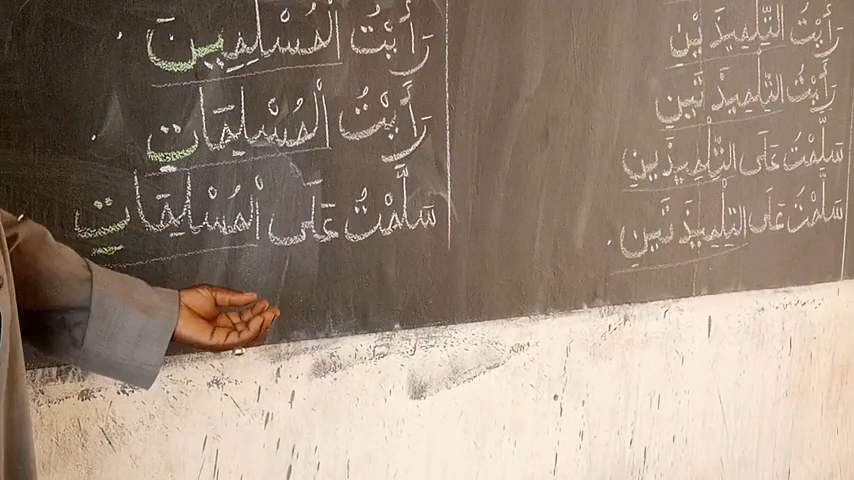 رَأَيْتُ التِّلْمِيذَيْنِ
رَأَيْتُ التِّلْمِيذَتَيْنِ
سَلَّمْتُ عَلَى التِّلْمِيذَيْنِ
سَلَّمْتُ عَلَى التِّلْمِيذَتَيْنِ
رَأَيْتُ الْمُسْلِمِينَ
رَأَيْتُ الْمُسْلِمَاتِ
سَلَّمْتُ عَلَى الْمُسْلِمَاتِ